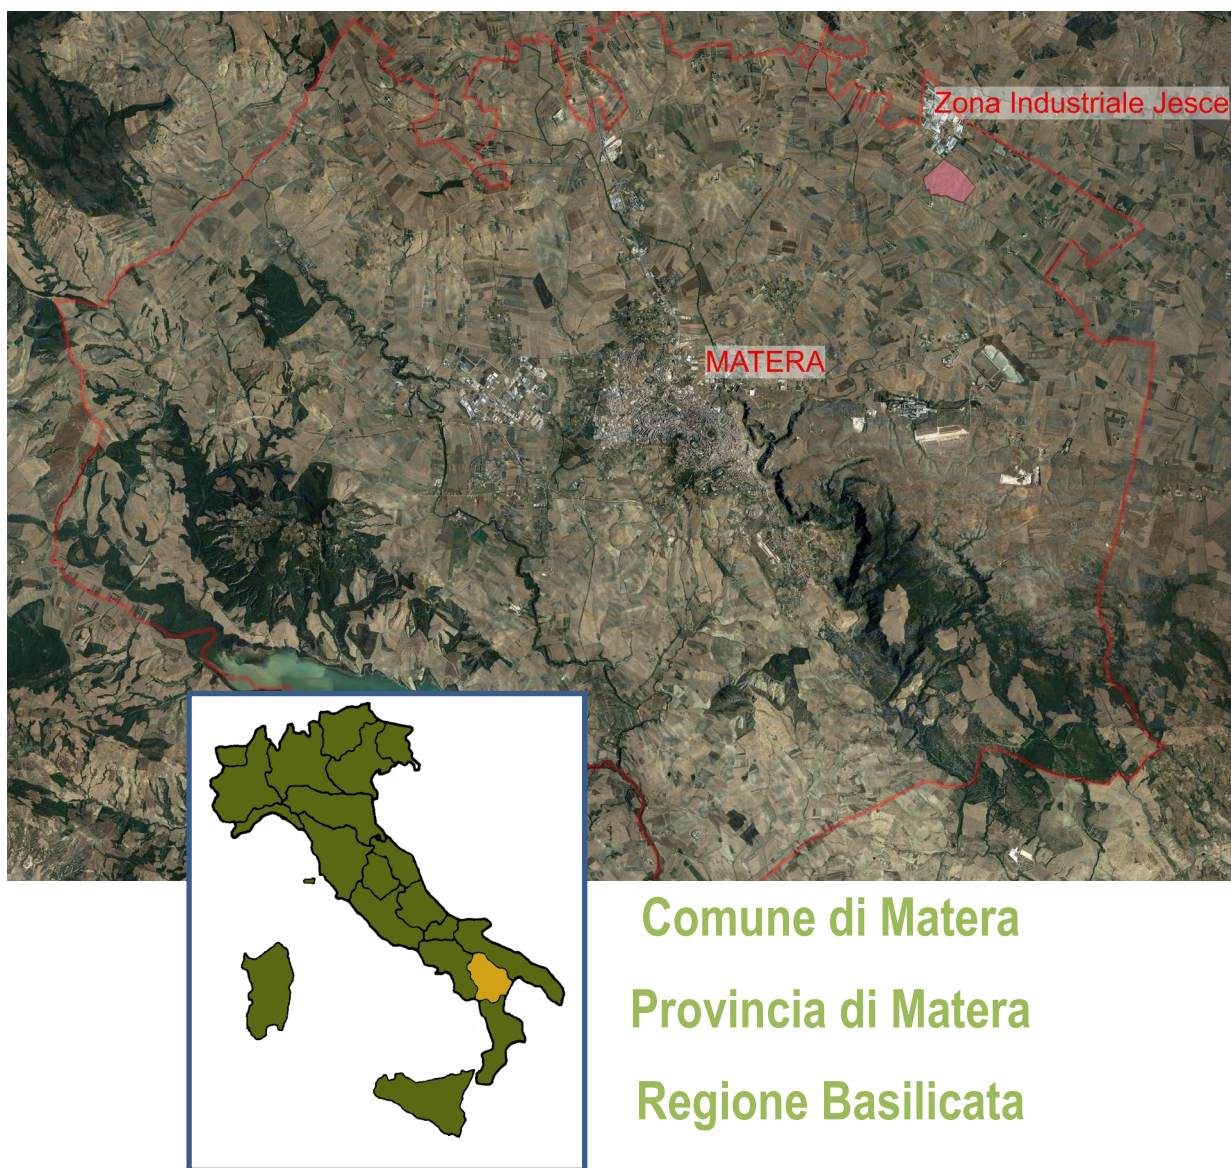 Zona Industriale Jesce
MATERA
Comune di Matera
Provincia di Matera
Regione Basilicata